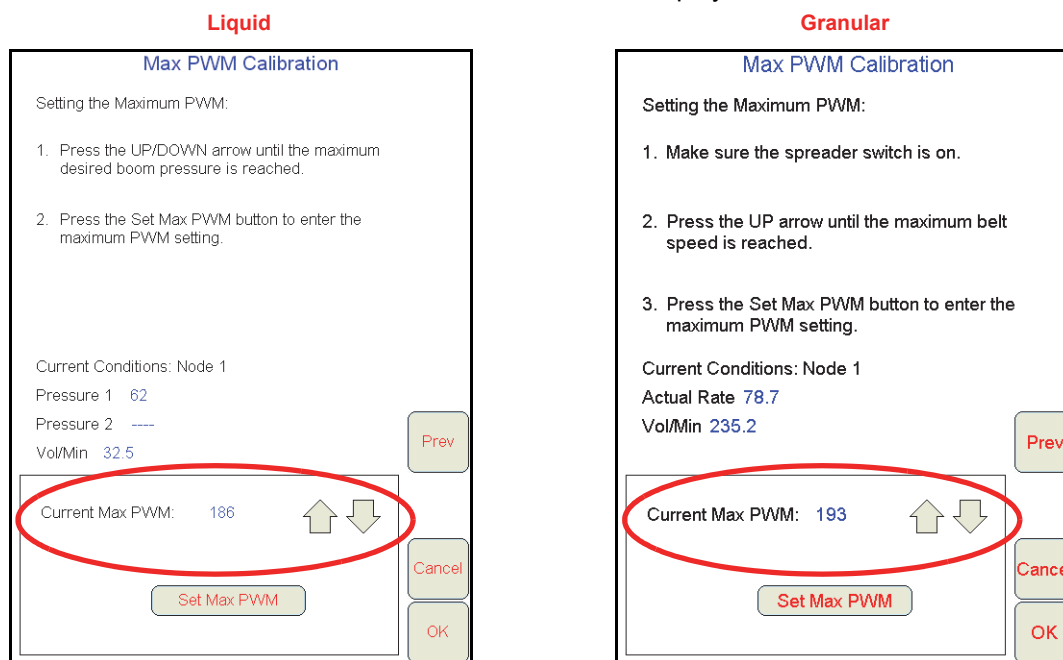 Liquid
Max PWM Calibration
Setting the Maximum PWM:
1. Press the UP/DOWN arrow until the maximum
desired boom pressure is reached.
2. Press the Set Max PWM button to enter the
maximum PWM setting.
Current Conditions: Node 1
Pressure 1 62
Pressure 2 ----
Vol/Min 32.5
Prev
Current Max PWM: 186
Cancel
Set Max PWM
OK
Granular
Max PWM Calibration
Setting the Maximum PWM:
1. Make sure the spreader switch is on.
2. Press the UP arrow until the maximum belt
speed is reached.
3. Press the Set Max PWM button to enter the
maximum PWM setting.
Current Conditions: Node 1
Actual Rate 78.7
Vol/Min 235.2
Prev
Current Max PWM: 193
Cance
Set Max PWM
OK